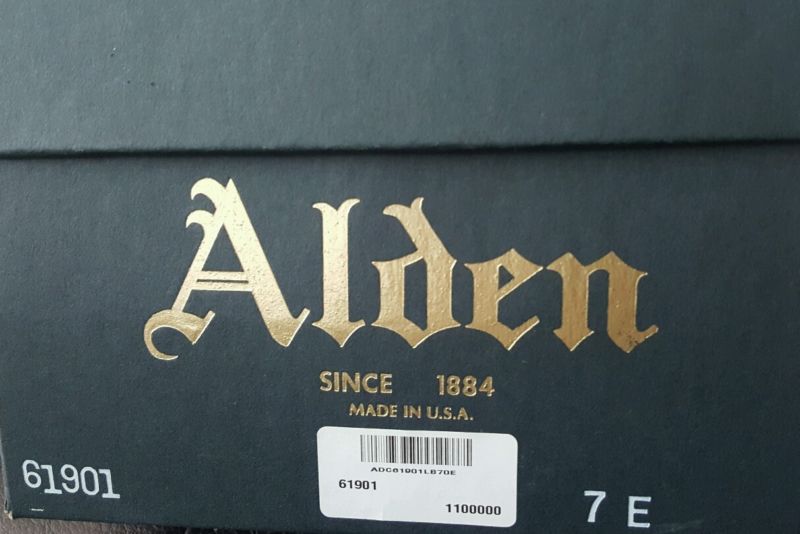 Alden
SINCE 1884
MADE IN U.S.A.
ADC61901LB70E
61901
1100000
61901
7 E